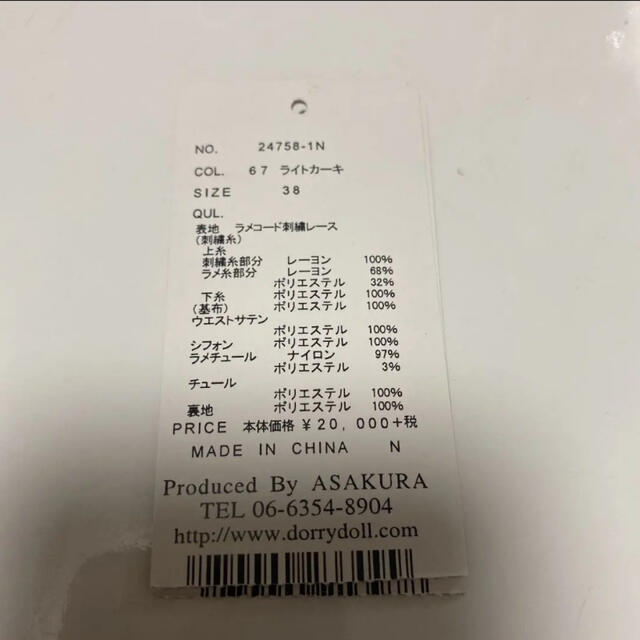 NO. 24758-1N
COL. 67 ライトカーキ
SIZE 38
QUL.
表地 ラメコード刺繍レース
(刺繍糸)
上糸
刺繍糸部分 レーヨン 100%
ラメ糸部分 レーヨン 68%
ポリエステル 32%
下糸 ポリエステル 100%
(基布) ポリエステル 100%
ウエストサテン
ポリエステル 100%
シフォン ポリエステル 100%
ラメチュール ナイロン 97%
ポリエステル 3%
チュール
ポリエステル 100%
裏地 ポリエステル 100%
PRICE 本体価格 ¥20,000+税
MADE IN CHINA N
Produced By ASAKURA
TEL 06-6354-8904
http://www.dorrydoll.com